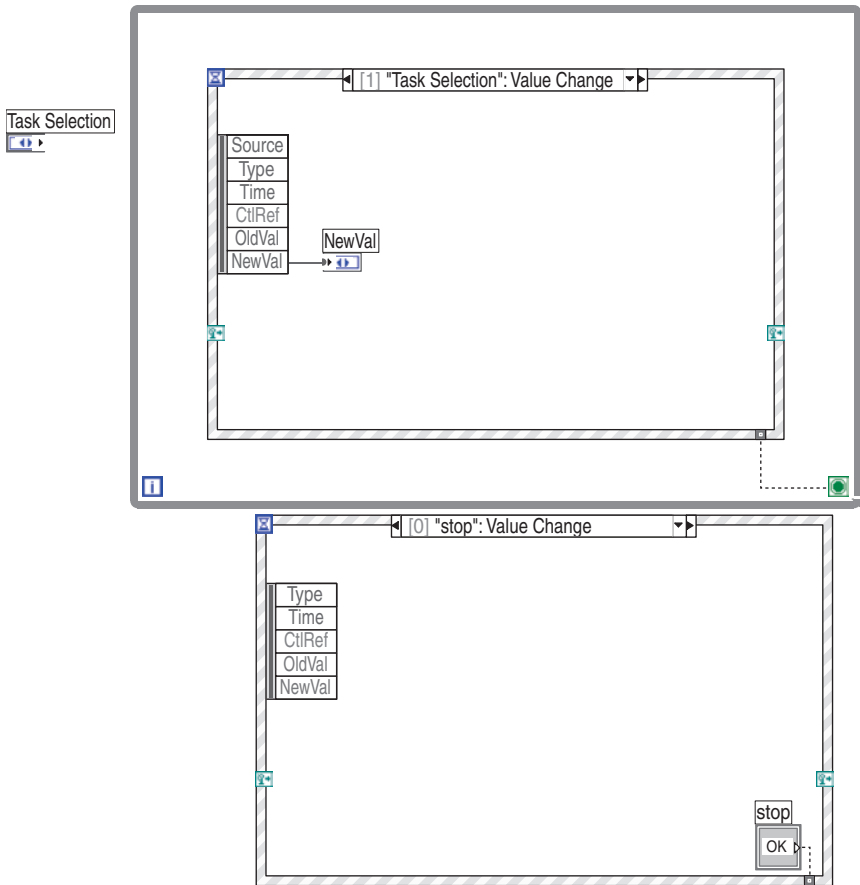 [1] "Task Selection": Value Change
Task Selection
Source
Type
Time
CtlRef
OldVal
NewVal
NewVal
i
[0] "stop": Value Change
Type
Time
CtlRef
OldVal
NewVal
stop
OK